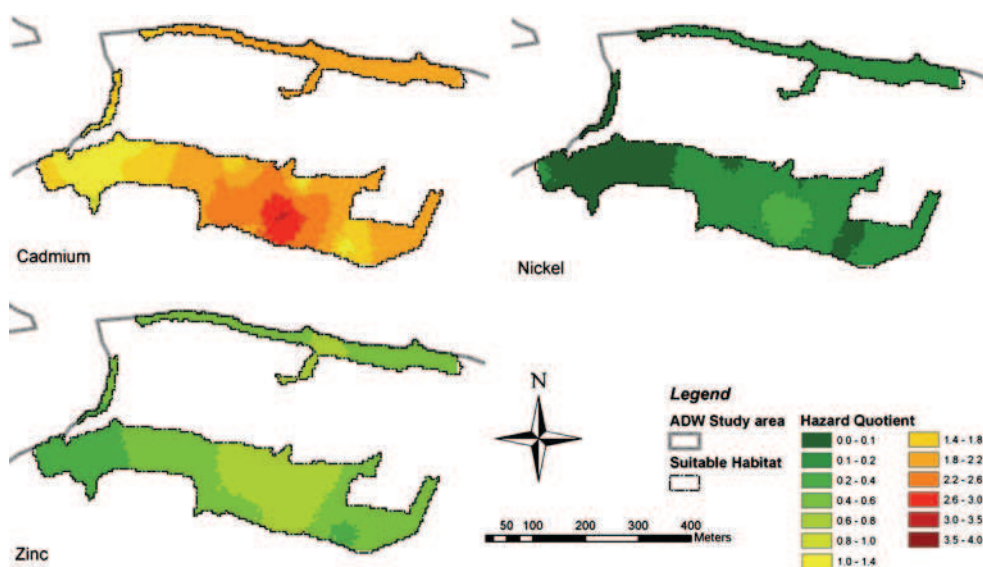 Cadmium
Nickel
Zinc
N
50 100 200 300 400
Meters
Legend
ADW Study area
Suitable Habitat
Hazard Quotient
0.0 - 0.1
0.1 - 0.2
0.2 - 0.4
0.4 - 0.6
0.6 - 0.8
0.8 - 1.0
1.0 - 1.4
1.4 - 1.8
1.8 - 2.2
2.2 - 2.6
2.6 - 3.0
3.0 - 3.5
3.5 - 4.0